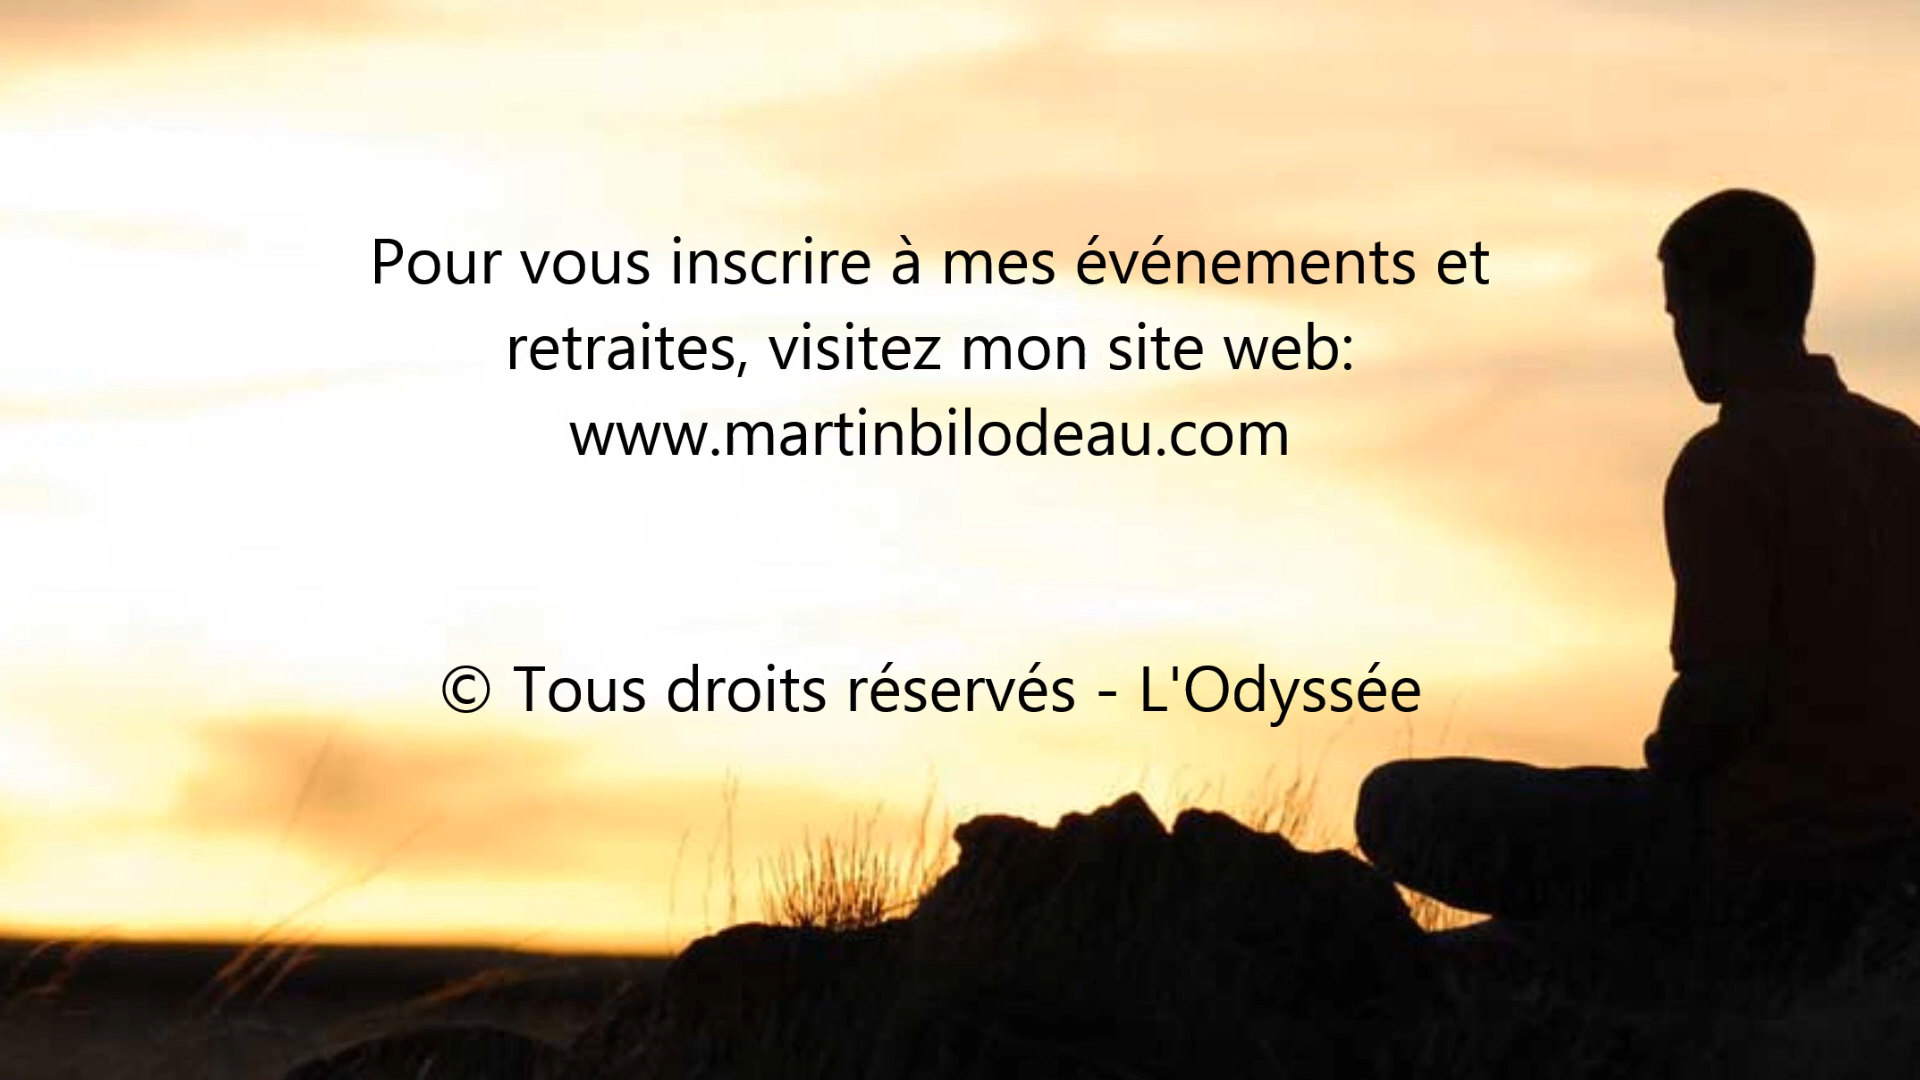 Pour vous inscrire à mes événements et
retraites, visitez mon site web:
www.martinbilodeau.com
© Tous droits réservés - L'Odyssée